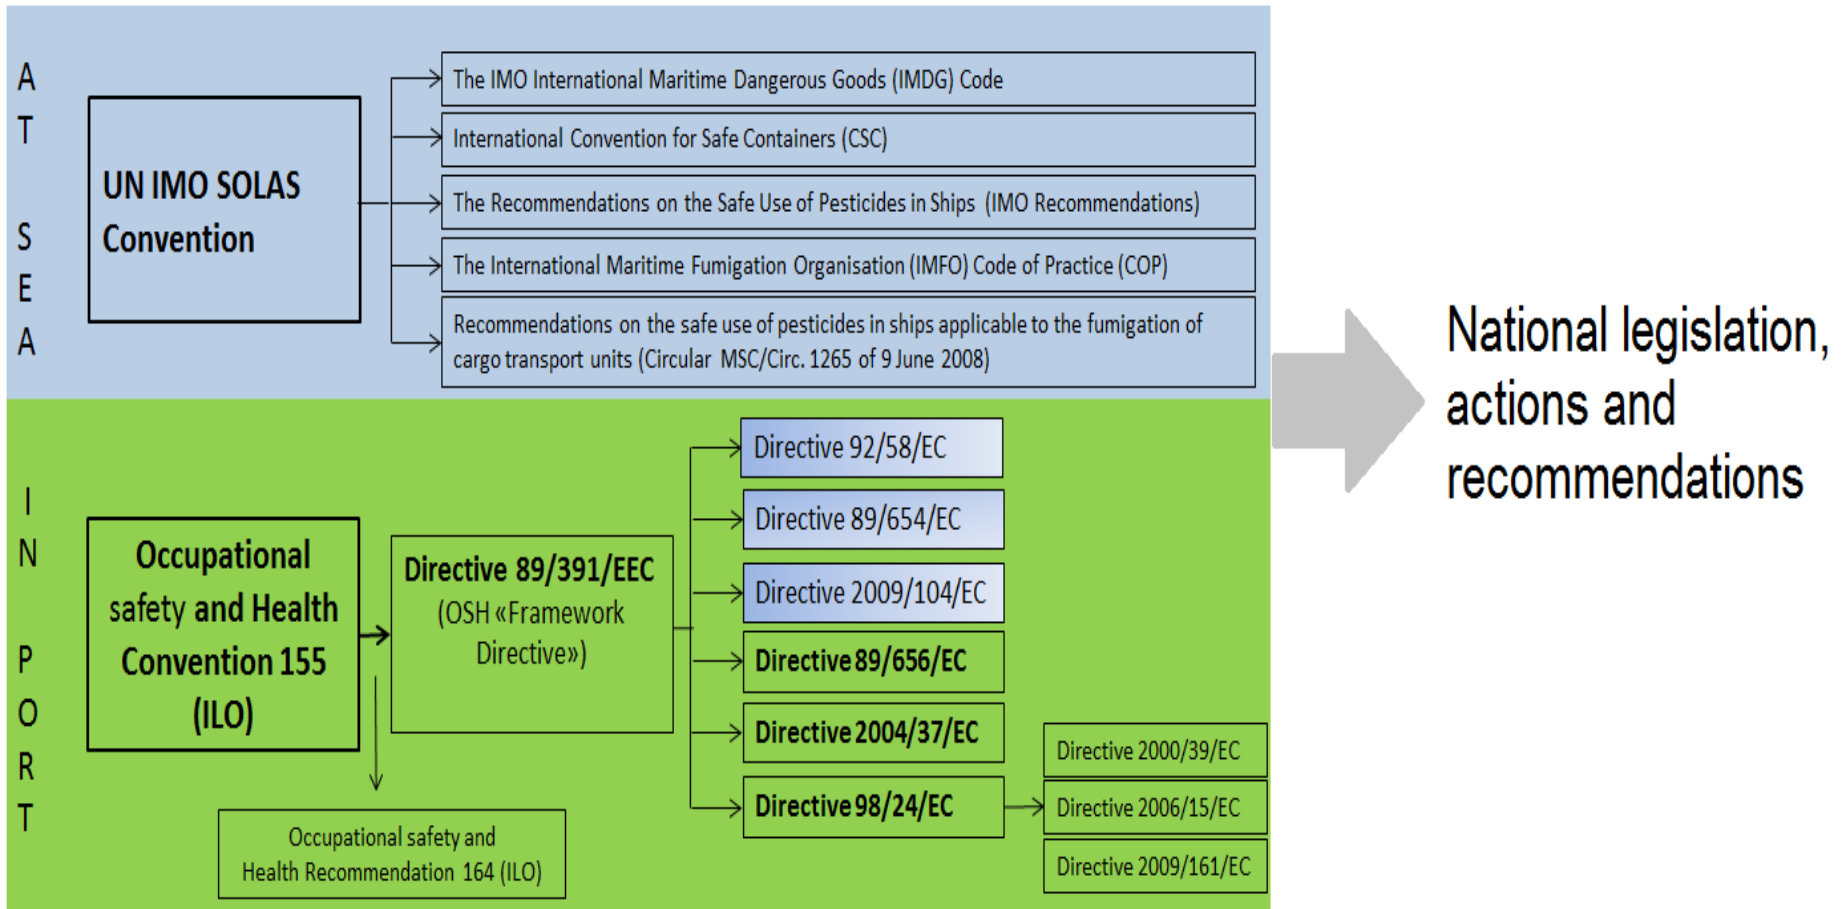 AT SEA
UN IMO SOLAS
Convention
The IMO International Maritime Dangerous Goods (IMDG) Code
International Convention for Safe Containers (CSC)
The Recommendations on the Safe Use of Pesticides in Ships (IMO Recommendations)
The International Maritime Fumigation Organisation (IMFO) Code of Practice (COP)
Recommendations on the safe use of pesticides in ships applicable to the fumigation of
cargo transport units (Circular MSC/Circ. 1265 of 9 June 2008)
IN PORT
Occupational
safety and Health
Convention 155
(ILO)
Occupational safety and
Health Recommendation 164 (ILO)
Directive 89/391/EEC
(OSH «Framework
Directive»)
Directive 92/58/EC
Directive 89/654/EC
Directive 2009/104/EC
Directive 89/656/EC
Directive 2004/37/EC
Directive 98/24/EC
Directive 2000/39/EC
Directive 2006/15/EC
Directive 2009/161/EC
National legislation,
actions and
recommendations